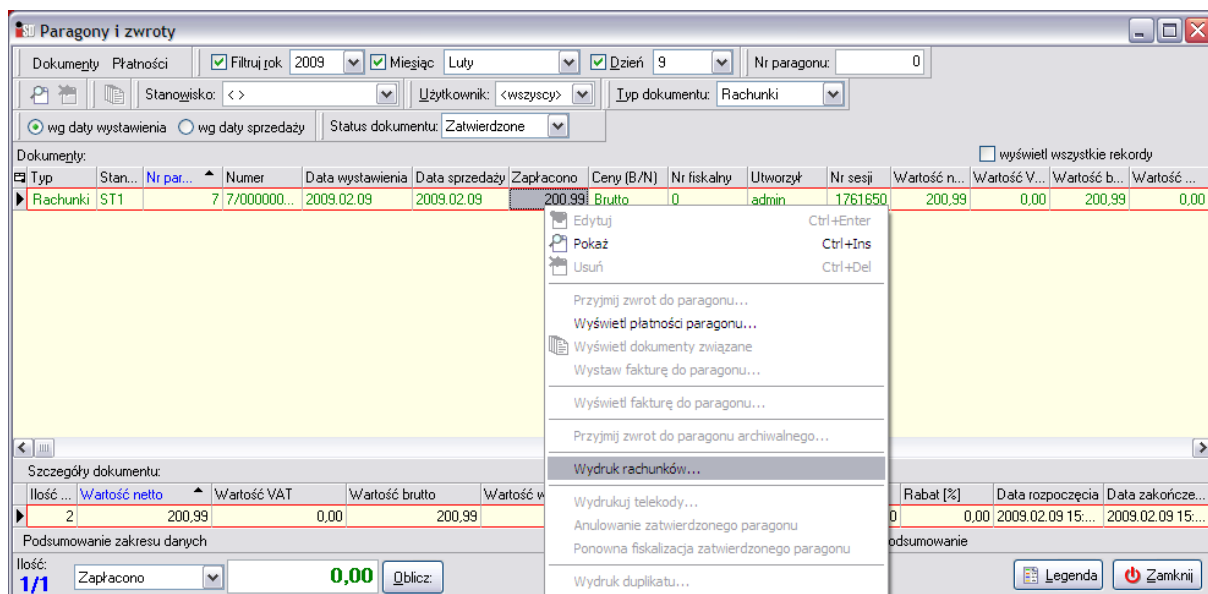 Paragony i zwroty
Dokumenty Płatności Filtruj rok 2009 Miesiąc Luty Dzień 9 Nr paragonu: 0
Stanowisko: < > Użytkownik: <wszyscy> Typ dokumentu: Rachunki
wg daty wystawienia wg daty sprzedaży Status dokumentu: Zatwierdzone
Dokumenty: wyświetl wszystkie rekordy
Typ Stan... Nr par... Numer Data wystawienia Data sprzedaży Zapłacono Ceny (B/N) Nr fiskalny Utworzył Nr sesji Wartość n... Wartość V... Wartość b... Wartość ...
Rachunki ST1 7 7/000000... 2009.02.09 2009.02.09 200.99 Brutto 0 admin 1761650 200,99 0,00 200,99 0,00
Edytuj Ctrl+Enter
Pokaż Ctrl+Ins
Usuń Ctrl+Del
Przyjmij zwrot do paragonu...
Wyświetl płatności paragonu...
Wyświetl dokumenty związane
Wystaw fakturę do paragonu...
Wyświetl fakturę do paragonu...
Przyjmij zwrot do paragonu archiwalnego...
Wydruk rachunków...
Wydrukuj telekody...
Anulowanie zatwierdzonego paragonu
Ponowna fiskalizacja zatwierdzonego paragonu
Wydruk duplikatu...
Szczegóły dokumentu:
Ilość ... Wartość netto Wartość VAT Wartość brutto Wartość w Rabat [%] Data rozpoczęcia Data zakończe...
2 200,99 0,00 200,99 0 0,00 2009.02.09 15:... 2009.02.09 15:...
Podsumowanie zakresu danych odsumowanie
Ilość:
1/1 Zapłacono 0,00 Oblicz: Legenda Zamknij